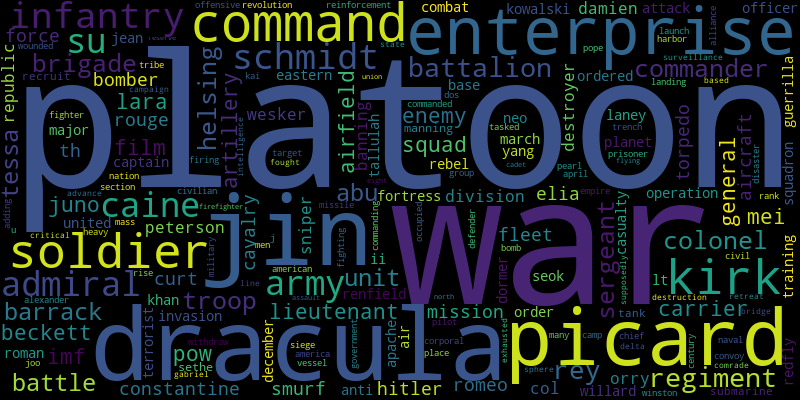 infantry
command
offensive
revolution
reinforcement
combat
kowalski
damien
attack
officer
force
wounded
jean
su
schmidt
enterprise
state
pope
launch
harbor
alliance
republic
brigade
tribe
bomber
recruit
campaign
kai
union
battalion
eastern
ordered
surveillance
commander
landing
based
guerrilla
lara
rouge
helsing
artillery
intelligence
airfield
banning
tallulah
wesker
base
dos
commanded
enemy
manning
neo
tasked
march
yang
destroyer
laney
trench
planet
prisoner
flying
torpedo
aircraft
disaster
squadron
platoon
fighter
major
film
captain
th
tessa
nation
section
advance
adding
firing
target
fought
squad
rebel
group
cadet
pearl
april
general
rank
juno
caine
civilian
firefighter
cavalry
sniper
missile
eight
abu
fortress
division
elia
empire
operation
mei
united
mass
peterson
critical
heavy
men
military
jin
fighting
commanding
occupied
war
defender
fleet
bomb
dormer
seok
supposedly
casualty
sergeant
colonel
civil
training
soldier
admiral
rise
curt
line
american
army
unit
ii
mission
lt
kirk
destruction
retreat
bridge
alexander
khan
troop
assault
renfield
north
barrack
terrorist
invasion
december
lieutenant
apache
air
pilot
order
many
camp
tank
carrier
beckett
withdraw
siege
america
vessel
government
corporal
place
exhausted
chief
delta
century
naval
convoy
comrade
redfly
roman
joo
imf
pow
sethe
gabriel
dracula
picard
sphere
battle
constantine
smurf
anti
hitler
romeo
col
rey
orry
willard
winston
regiment
submarine